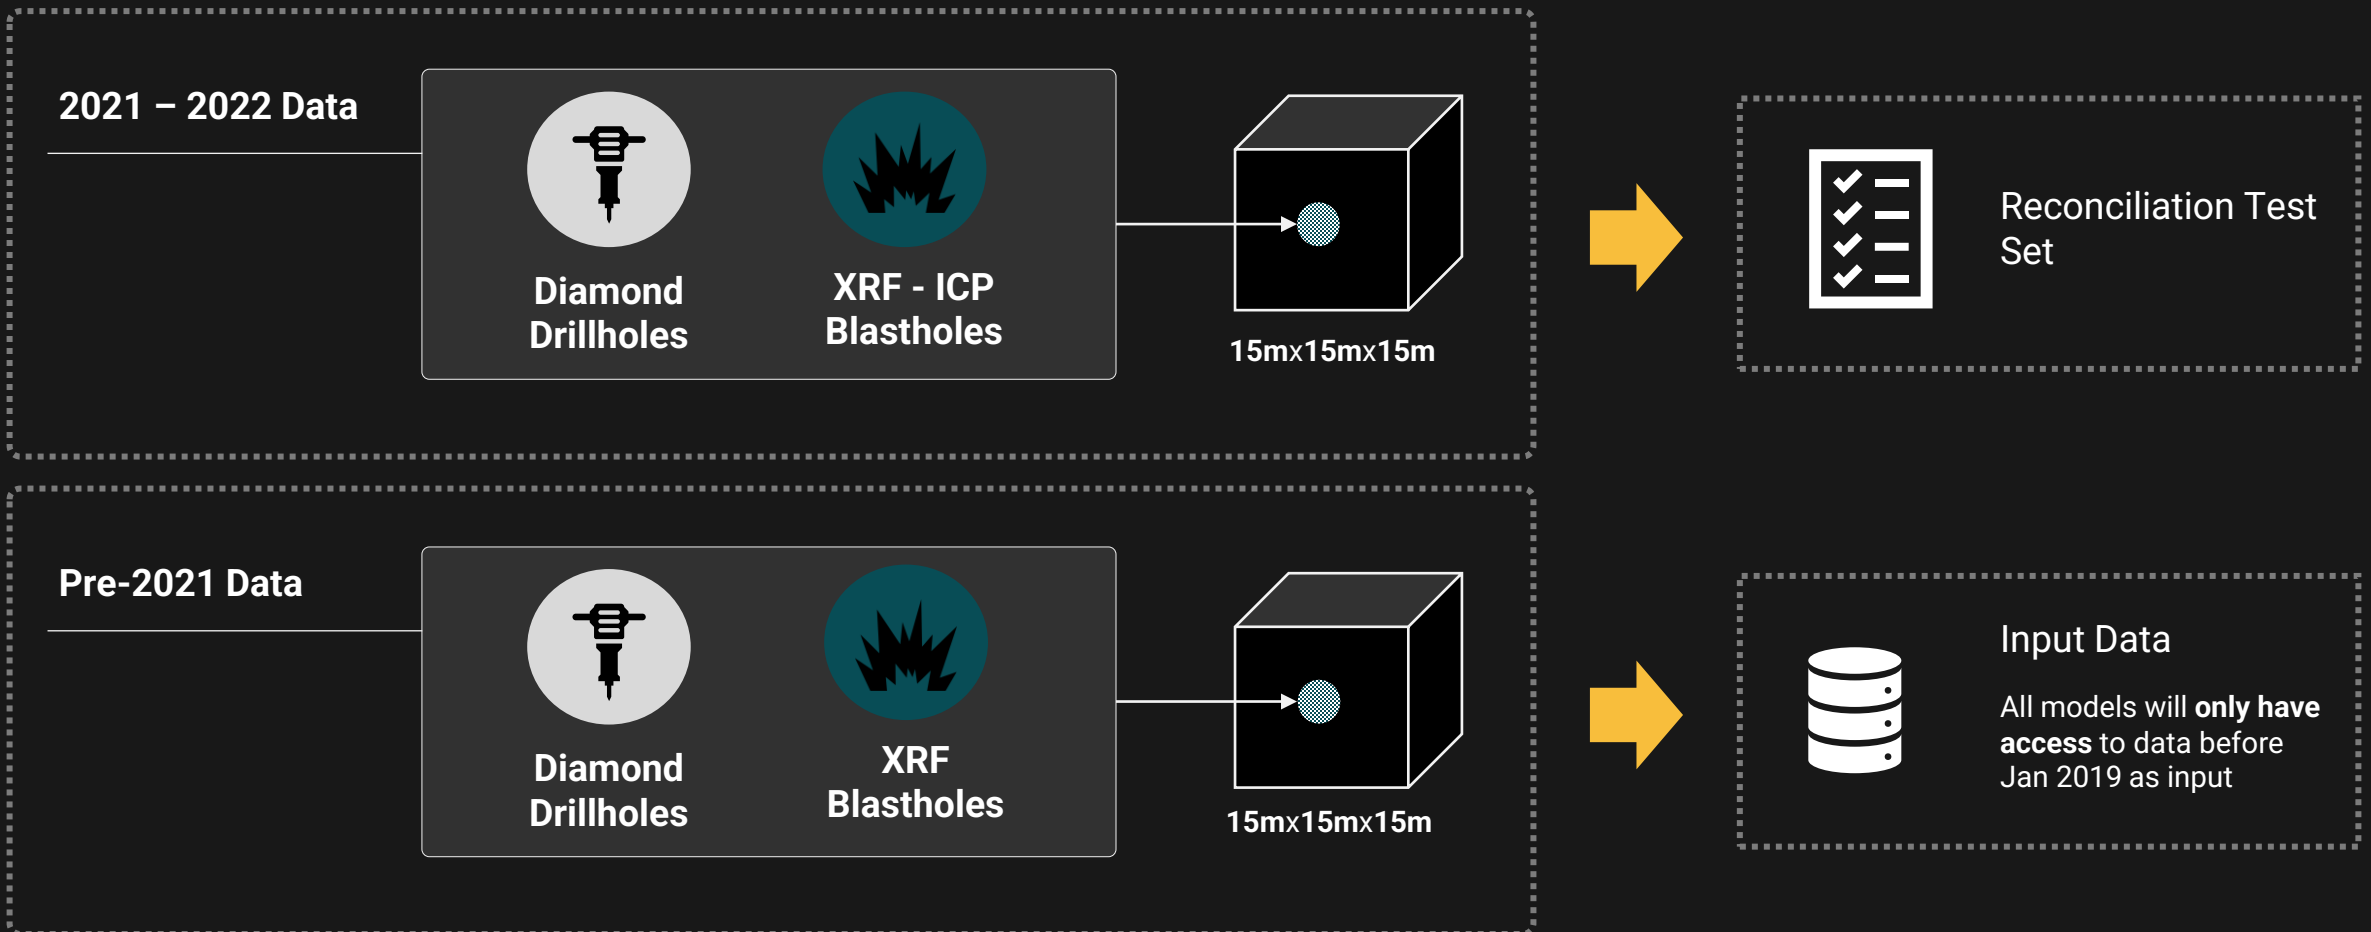 2021 – 2022 Data
Diamond
Drillholes
XRF - ICP
Blastholes
15mx15mx15m
Reconciliation Test
Set
Pre-2021 Data
Diamond
Drillholes
XRF
Blastholes
15mx15mx15m
Input Data
All models will only have
access to data before
Jan 2019 as input